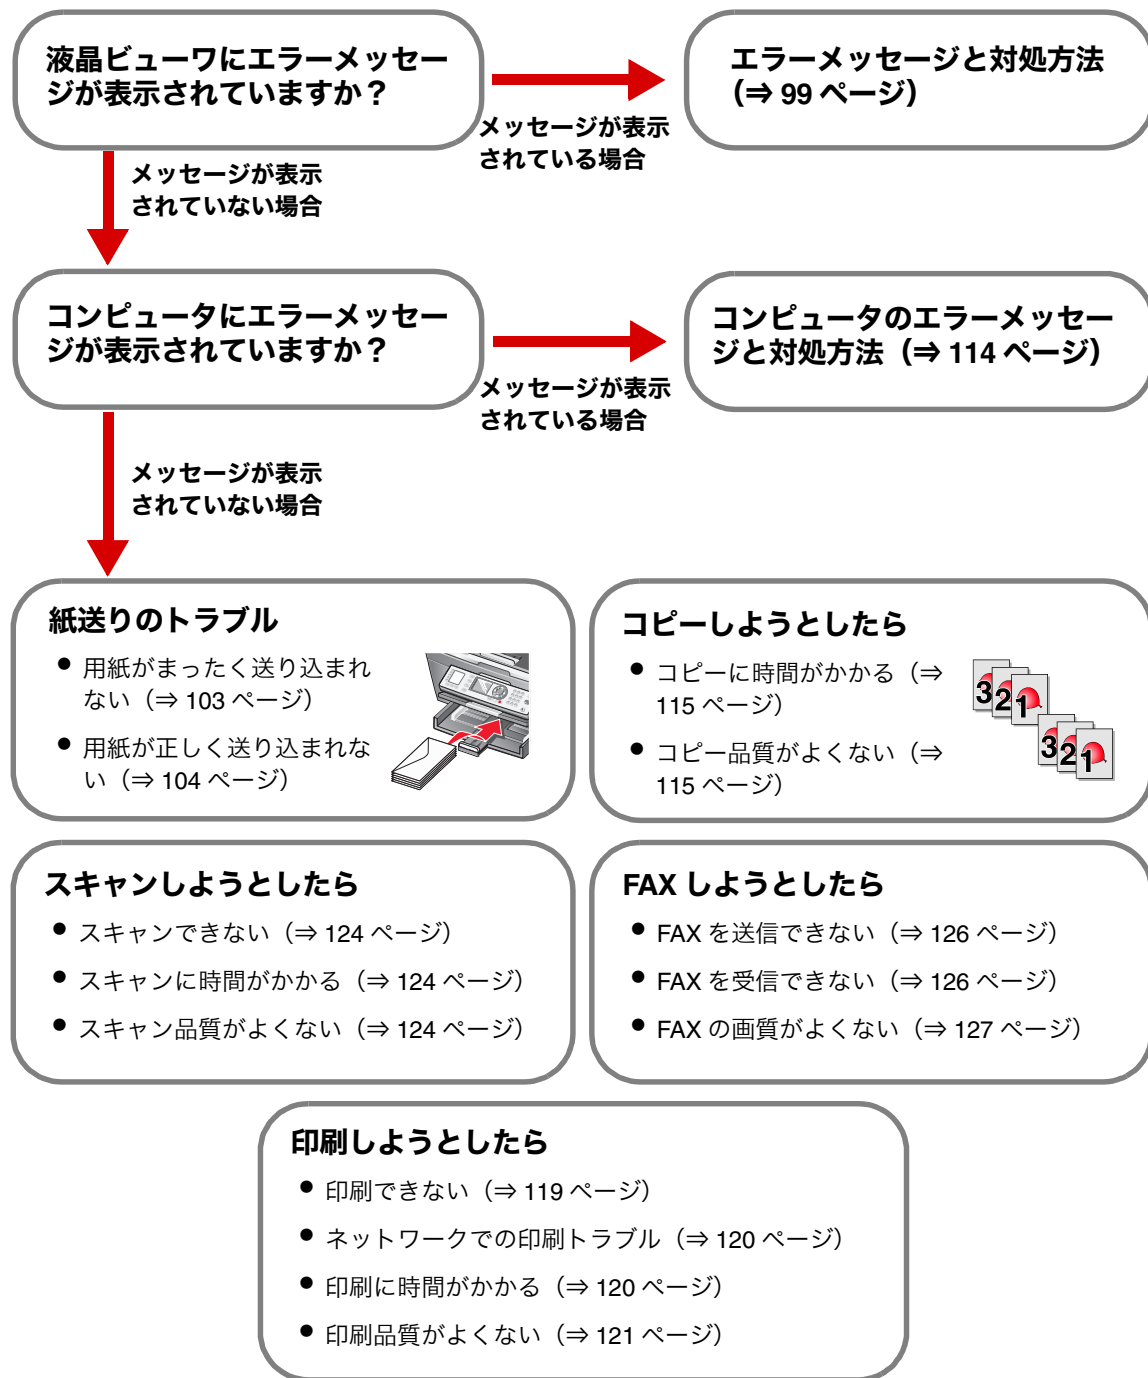 液晶ビューワにエラーメッセー
ジが表示されていますか？
メッセージが表示
されている場合
エラーメッセージと対処方法
（⇒ 99 ページ）
メッセージが表示
されていない場合
コンピュータにエラーメッセー
ジが表示されていますか？
メッセージが表示
されている場合
コンピュータのエラーメッセー
ジと対処方法（⇒ 114 ページ）
メッセージが表示
されていない場合
紙送りのトラブル
● 用紙がまったく送り込まれ
ない（⇒ 103 ページ）
● 用紙が正しく送り込まれな
い（⇒ 104 ページ）
コピーしようとしたら
● コピーに時間がかかる（⇒
115 ページ）
● コピー品質がよくない（⇒
115 ページ）
3 2 1
3 2 1
スキャンしようとしたら
● スキャンできない（⇒ 124 ページ）
● スキャンに時間がかかる（⇒ 124 ページ）
● スキャン品質がよくない（⇒ 124 ページ）
FAX しようとしたら
● FAX を送信できない（⇒ 126 ページ）
● FAX を受信できない（⇒ 126 ページ）
● FAX の画質がよくない（⇒ 127 ページ）
印刷しようとしたら
● 印刷できない（⇒ 119 ページ）
● ネットワークでの印刷トラブル（⇒ 120 ページ）
● 印刷に時間がかかる（⇒ 120 ページ）
● 印刷品質がよくない（⇒ 121 ページ）